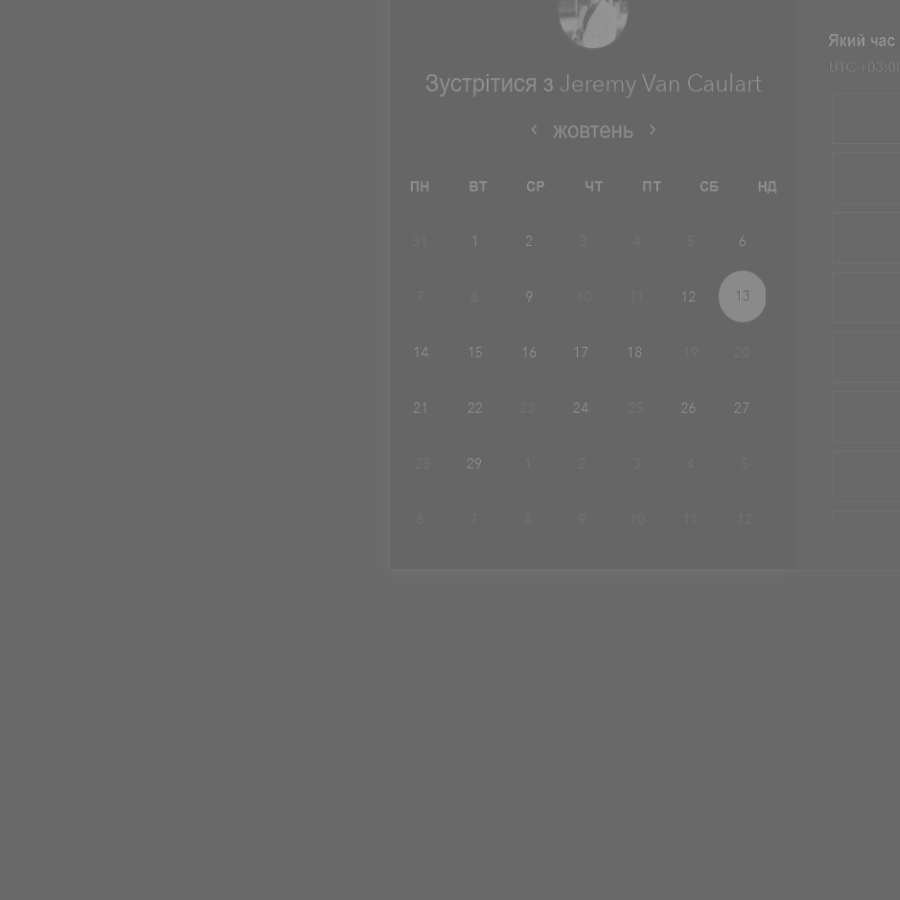 Який час
UTC +03:0
Зустрітися з Jeremy Van Caulart
жовтень
ПН ВТ СР ЧТ ПТ СБ НД
31 1 2 3 4 5 6
7 8 9 10 11 12 13
14 15 16 17 18 19 20
21 22 23 24 25 26 27
28 29 1 2 3 4 5
6 7 8 9 10 11 12